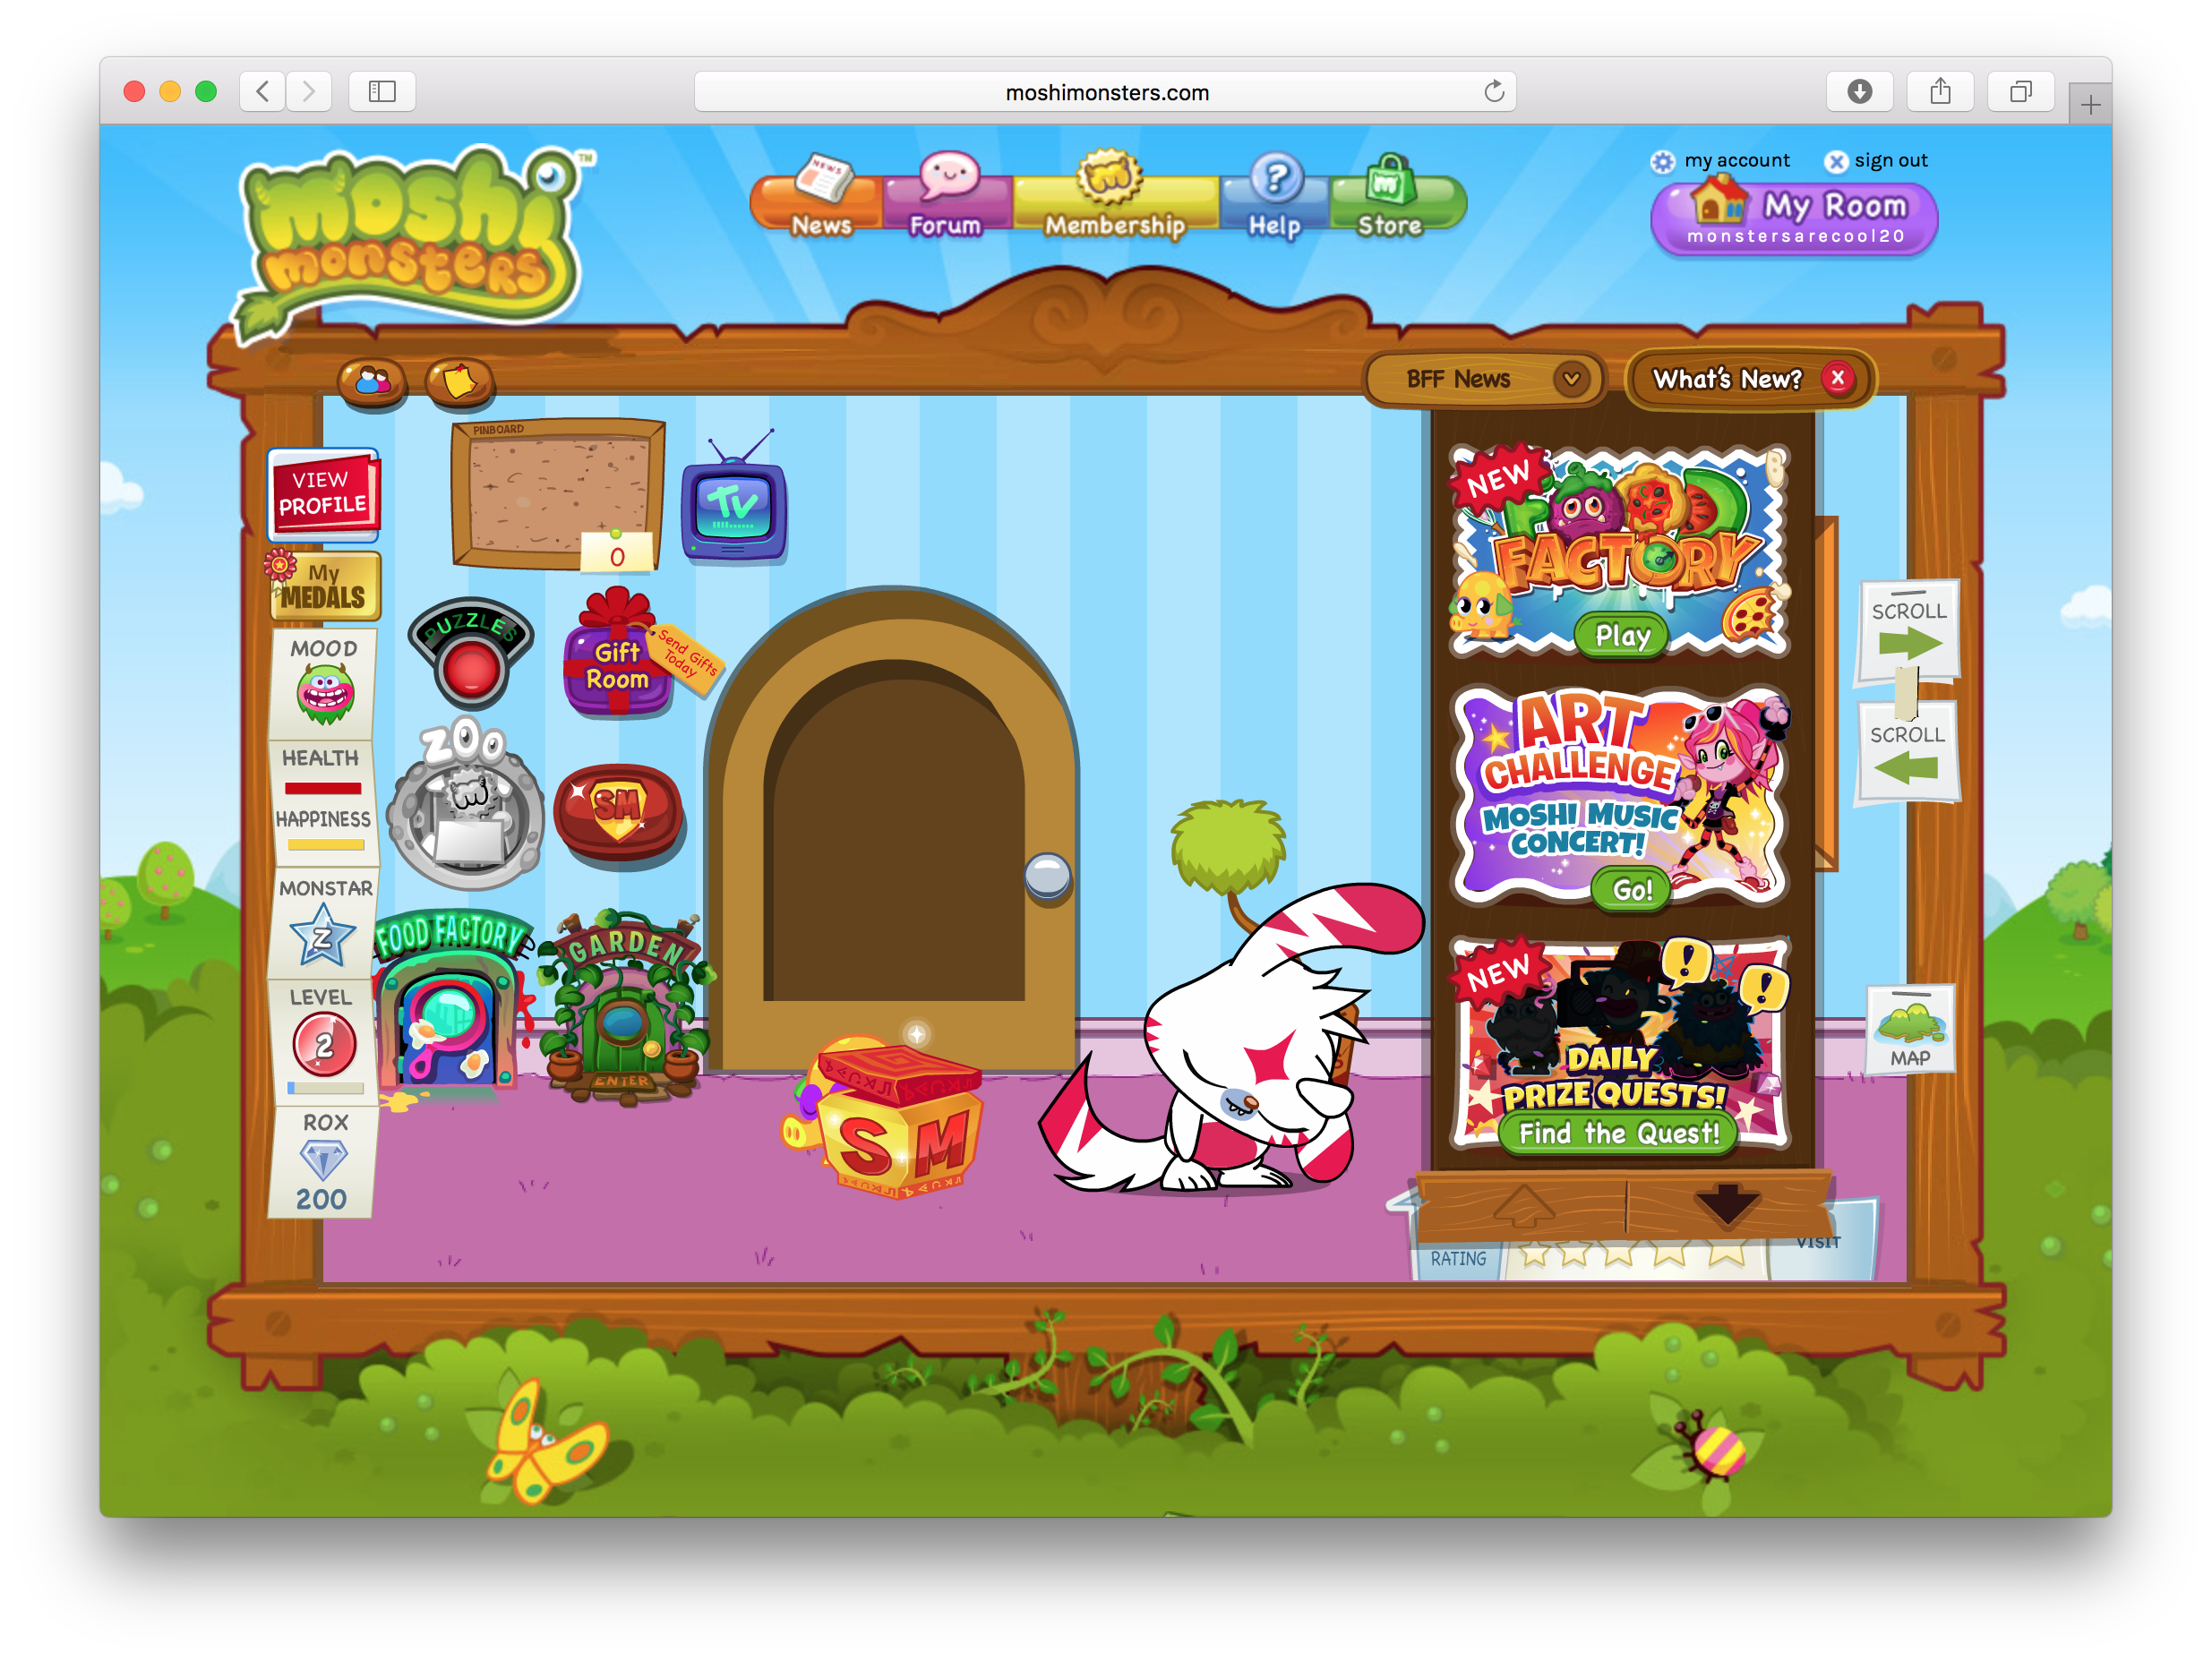 moshimonsters.com
moshi
monsters
TM
News
Forum
Membership
Help
Store
my account
sign out
My Room
monstersarecool20
BFF News
What's New?
PINBOARD
0
TV
VIEW
PROFILE
My
MEDALS
MOOD
HEALTH
HAPPINESS
MONSTAR
Z
LEVEL
2
ROX
200
PUZZLES
Gift
Room
Send Gifts
Today
ZOO
SM
FOOD FACTORY
GARDEN
ENTER
S M
NEW
FOOD
FACTORY
Play
ART
CHALLENGE
MOSHI MUSIC
CONCERT!
Go!
NEW
DAILY
PRIZE QUESTS!
Find the Quest!
RATING
VISIT
SCROLL
SCROLL
MAP